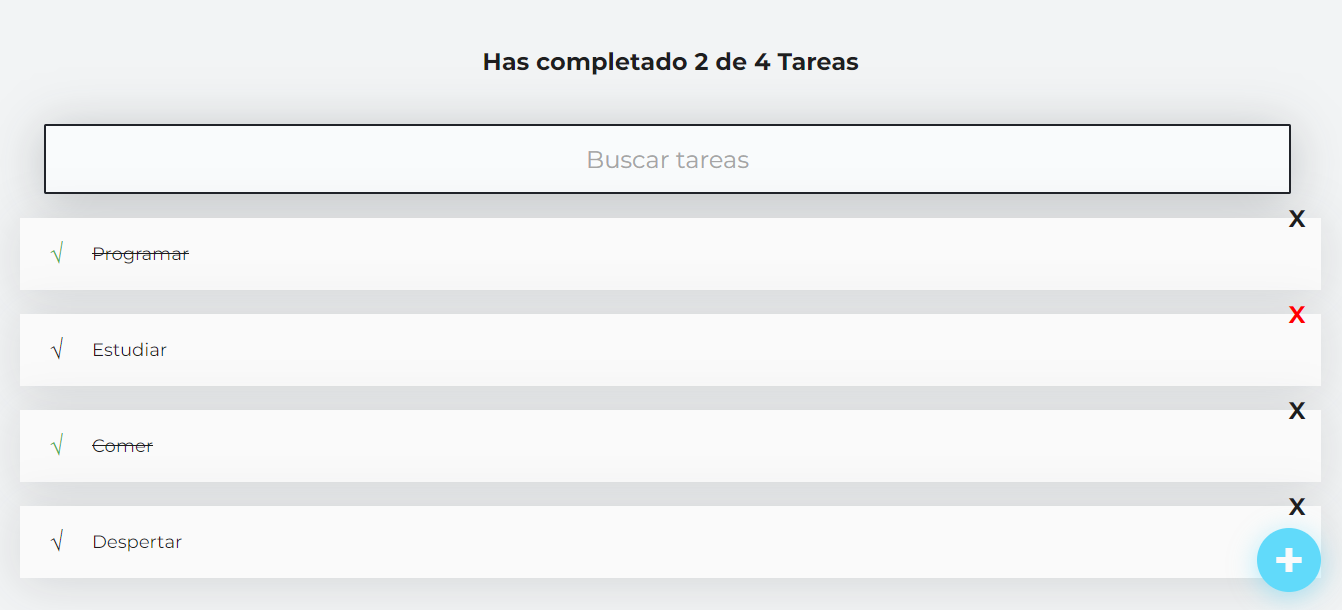 Has completado 2 de 4 Tareas
Buscar tareas
X
√ Programar
X
√ Estudiar
X
√ Comer
X
√ Despertar
+